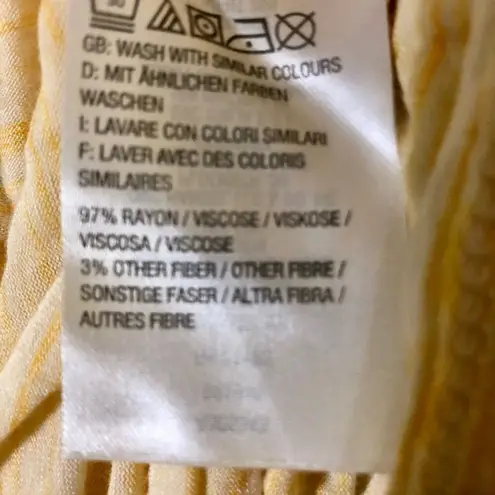 GB: WASH WITH SIMILAR COLOURS
D: MIT ÄHNLICHEN FARBEN
WASCHEN
I: LAVARE CON COLORI SIMILARI
F: LAVER AVEC DES COLORIS
SIMILAIRES
97% RAYON / VISCOSE / VISKOSE /
VISCOSA / VISCOSE
3% OTHER FIBER / OTHER FIBRE /
SONSTIGE FASER / ALTRA FIBRA /
AUTRES FIBRE